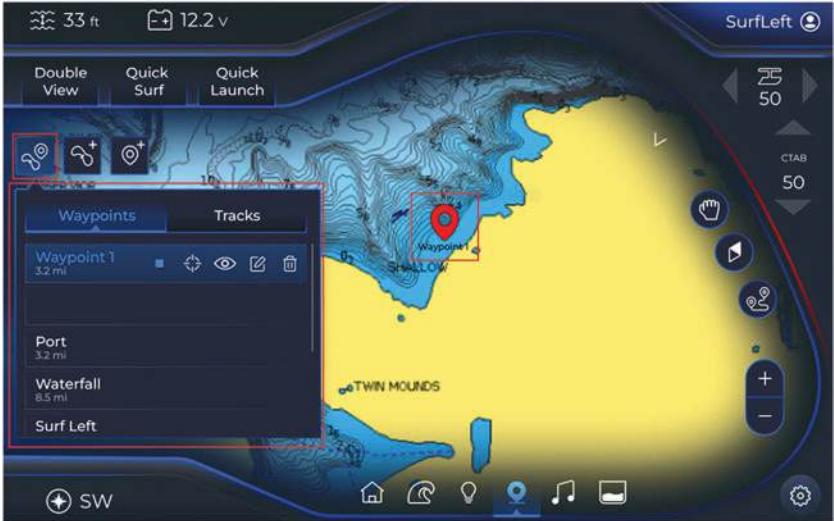 33 ft
12.2 V
SurfLeft
Double View
Quick Surf
Quick Launch
50
CTAB
50
Waypoints
Tracks
Waypoint 1
3.2 mi
Port
3.2 mi
Waterfall
8.5 mi
Surf Left
Waypoint 1
SHALLOW
TWIN MOUNDS
+
−
SW